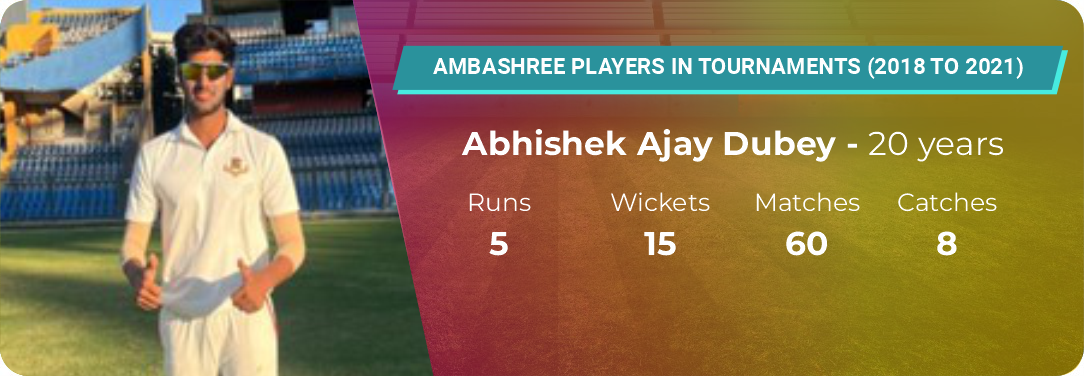 AMBASHREE PLAYERS IN TOURNAMENTS (2018 TO 2021)
Abhishek Ajay Dubey - 20 years
Runs Wickets Matches Catches
5 15 60 8